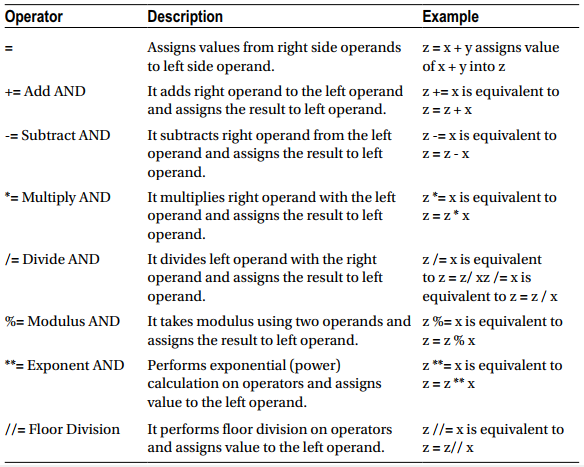 Operator Description Example
= Assigns values from right side operands z = x + y assigns value
to left side operand. of x + y into z
+= Add AND It adds right operand to the left operand z += x is equivalent to
and assigns the result to left operand. z = z + x
-= Subtract AND It subtracts right operand from the left z -= x is equivalent to
operand and assigns the result to left z = z - x
operand.
*= Multiply AND It multiplies right operand with the left z *= x is equivalent to
operand and assigns the result to left z = z * x
operand.
/= Divide AND It divides left operand with the right z /= x is equivalent
operand and assigns the result to left to z = z/ xz /= x is
operand. equivalent to z = z / x
%= Modulus AND It takes modulus using two operands and z %= x is equivalent to
assigns the result to left operand. z = z % x
**= Exponent AND Performs exponential (power) z **= x is equivalent to
calculation on operators and assigns z = z ** x
value to the left operand.
//= Floor Division It performs floor division on operators z //= x is equivalent to
and assigns value to the left operand. z = z// x